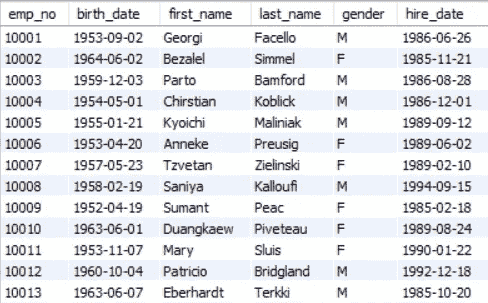 emp_no birth_date first_name last_name gender hire_date
10001 1953-09-02 Georgi Facello M 1986-06-26
10002 1964-06-02 Bezalel Simmel F 1985-11-21
10003 1959-12-03 Parto Bamford M 1986-08-28
10004 1954-05-01 Chirstian Koblick M 1986-12-01
10005 1955-01-21 Kyoichi Maliniak M 1989-09-12
10006 1953-04-20 Anneke Preusig F 1989-06-02
10007 1957-05-23 Tzvetan Zielinski F 1989-02-10
10008 1958-02-19 Saniya Kalloufi M 1994-09-15
10009 1952-04-19 Sumant Peac F 1985-02-18
10010 1963-06-01 Duangkaew Piveteau F 1989-08-24
10011 1953-11-07 Mary Sluis F 1990-01-22
10012 1960-10-04 Patricio Bridgland M 1992-12-18
10013 1963-06-07 Eberhardt Terkki M 1985-10-20